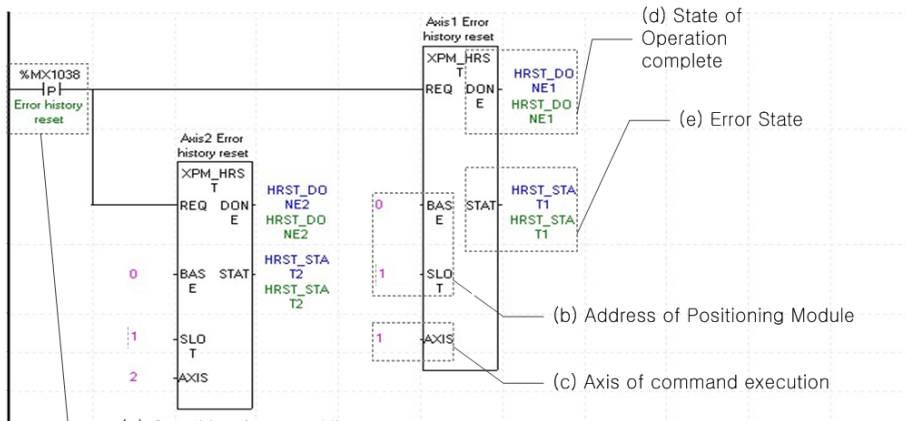 Axis1 Error
history reset
(d) State of
Operation
complete
XPM_HRS
T
%MX1038
P
Error history
reset
REQ DON
E
HRST_DO
NE1
HRST_DO
NE1
(e) Error State
Axis2 Error
history reset
XPM_HRS
T
REQ DON
E
HRST_DO
NE2
HRST_DO
NE2
0
BAS STAT
E
HRST_STA
T1
HRST_STA
T1
0
BAS STAT
E
HRST_STA
T2
HRST_STA
T2
1
SLO
T
(b) Address of Positioning Module
1
SLO
T
1
AXIS
2
AXIS
(c) Axis of command execution